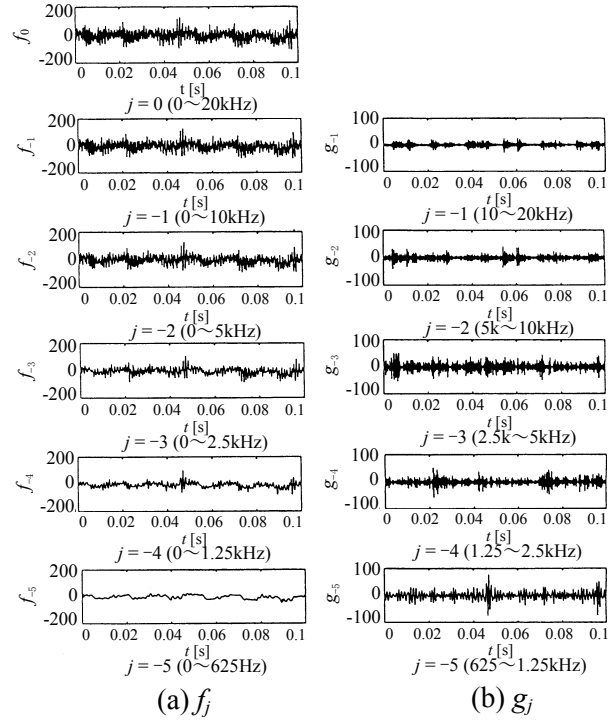 200
0
-200
f₀
0 0.02 0.04 0.06 0.08 0.1
t [s]
j = 0 (0～20kHz)
200
0
-200
f₋₁
0 0.02 0.04 0.06 0.08 0.1
t [s]
j = −1 (0～10kHz)
100
0
-100
g₋₁
0 0.02 0.04 0.06 0.08 0.1
t [s]
j = −1 (10～20kHz)
200
0
-200
f₋₂
0 0.02 0.04 0.06 0.08 0.1
t [s]
j = −2 (0～5kHz)
100
0
-100
g₋₂
0 0.02 0.04 0.06 0.08 0.1
t [s]
j = −2 (5k～10kHz)
200
0
-200
f₋₃
0 0.02 0.04 0.06 0.08 0.1
t [s]
j = −3 (0～2.5kHz)
100
0
-100
g₋₃
0 0.02 0.04 0.06 0.08 0.1
t [s]
j = −3 (2.5k～5kHz)
200
0
-200
f₋₄
0 0.02 0.04 0.06 0.08 0.1
t [s]
j = −4 (0～1.25kHz)
100
0
-100
g₋₄
0 0.02 0.04 0.06 0.08 0.1
t [s]
j = −4 (1.25～2.5kHz)
200
0
-200
f₋₅
0 0.02 0.04 0.06 0.08 0.1
t [s]
j = −5 (0～625Hz)
100
0
-100
g₋₅
0 0.02 0.04 0.06 0.08 0.1
t [s]
j = −5 (625～1.25kHz)
(a) fⱼ
(b) gⱼ